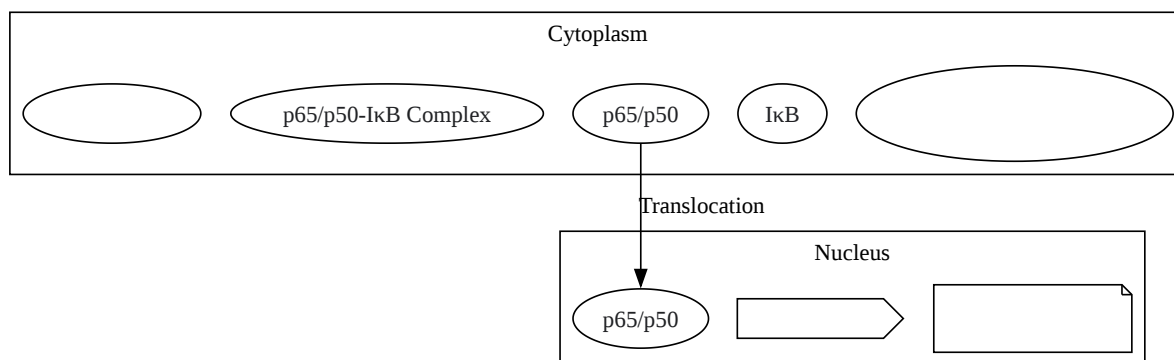 Cytoplasm
p65/p50-IκB Complex
p65/p50
IκB
Translocation
Nucleus
p65/p50